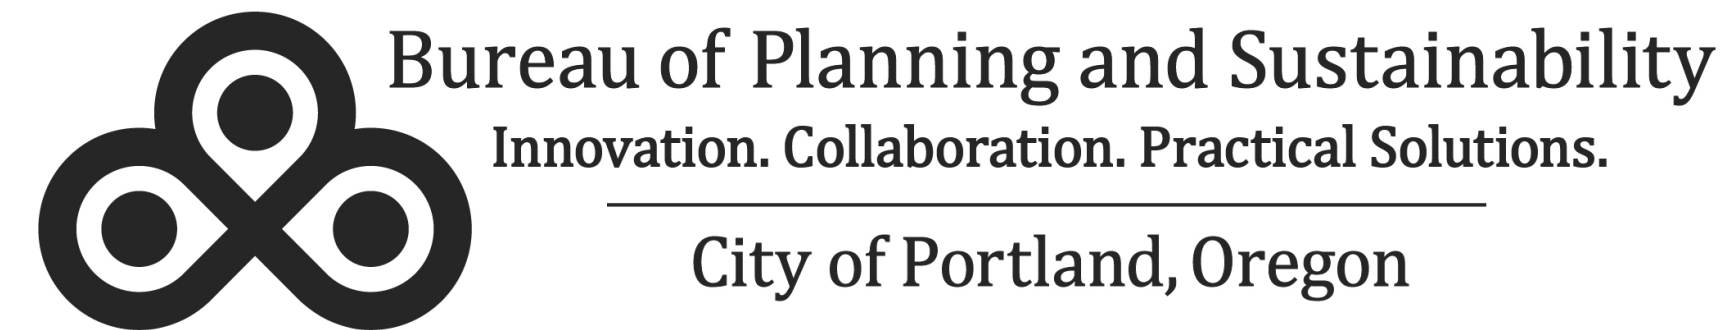 Bureau of Planning and Sustainability
Innovation. Collaboration. Practical Solutions.
City of Portland, Oregon